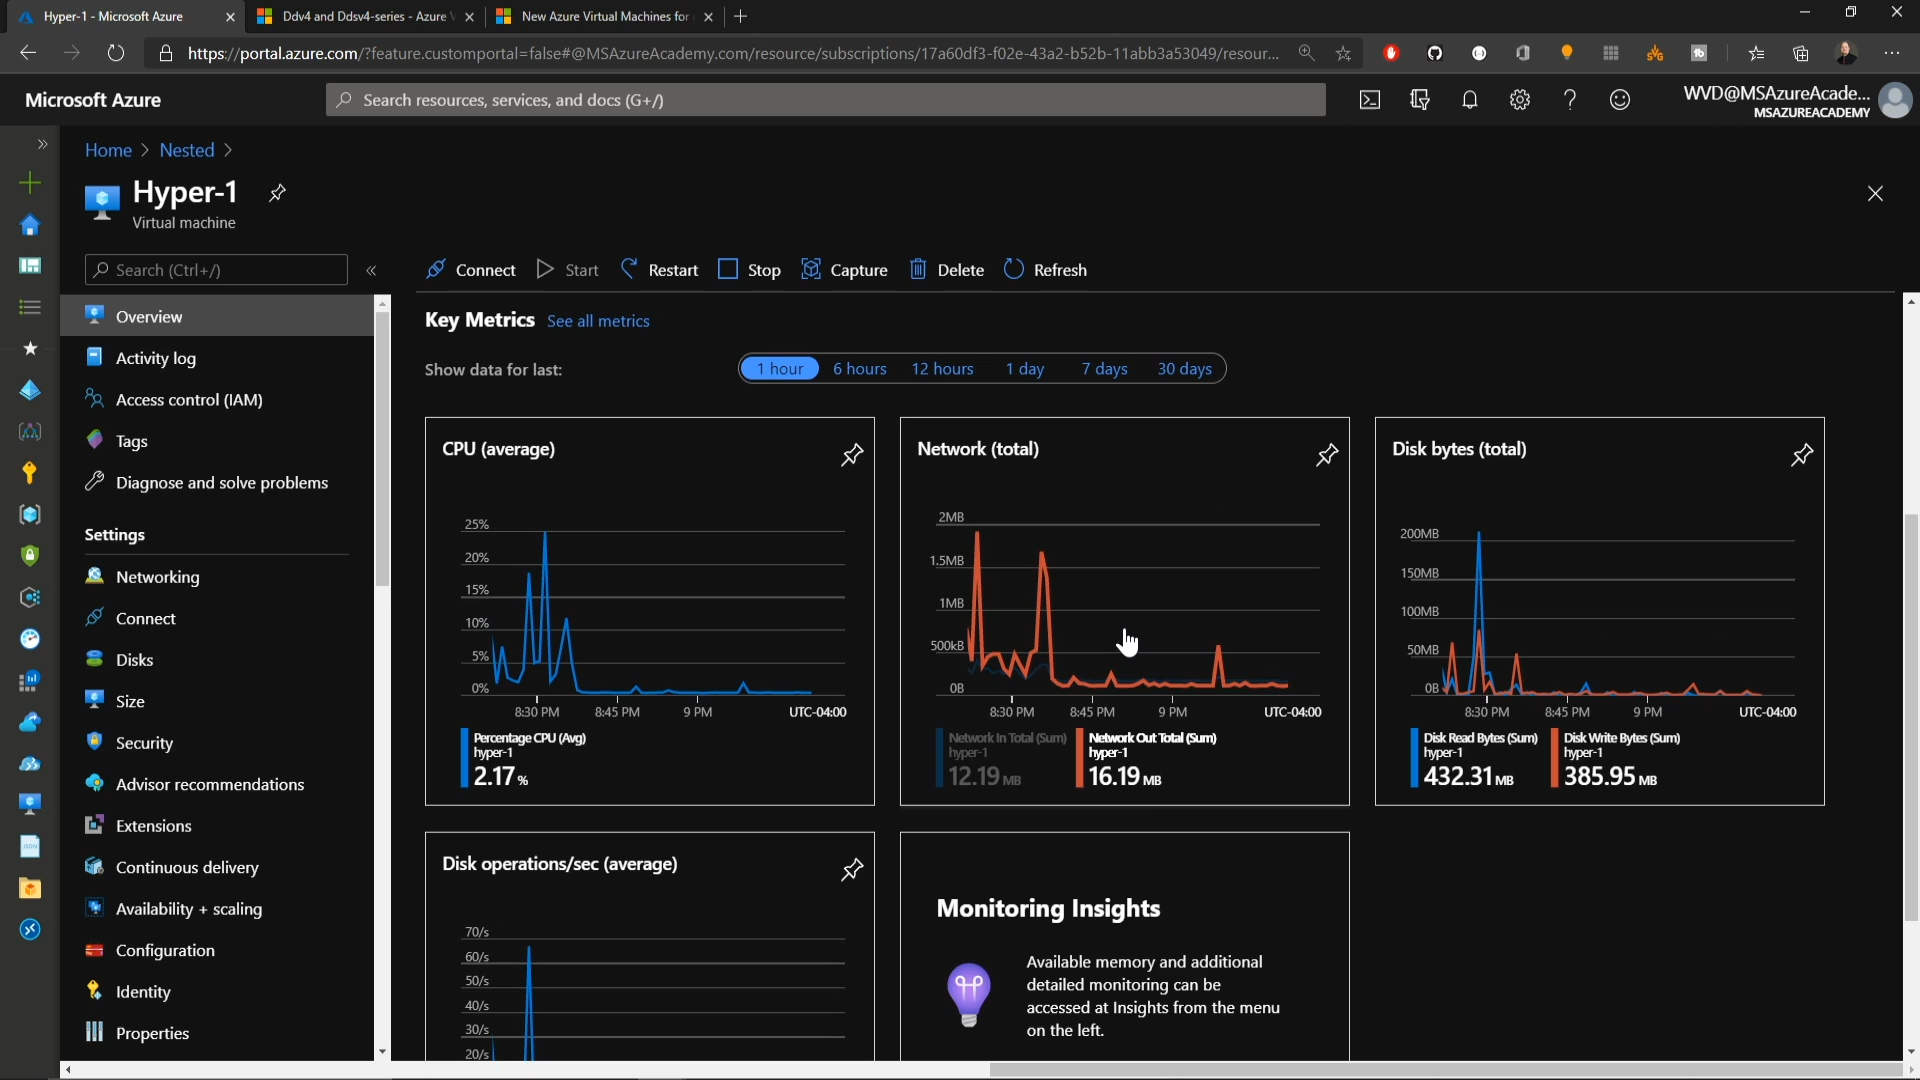 Hyper-1 - Microsoft Azure
Ddv4 and Ddsv4-series - Azure V
New Azure Virtual Machines for
https://portal.azure.com/?feature.customportal=false#@MSAzureAcademy.com/resource/subscriptions/17a60df3-f02e-43a2-b52b-11abb3a53049/resour...
Microsoft Azure
Search resources, services, and docs (G+/)
WVD@MSAzureAcade...
MSAZUREACADEMY
Home > Nested >
Hyper-1
Virtual machine
Search (Ctrl+/)
Connect
Start
Restart
Stop
Capture
Delete
Refresh
Overview
Activity log
Access control (IAM)
Tags
Diagnose and solve problems
Settings
Networking
Connect
Disks
Size
Security
Advisor recommendations
Extensions
Continuous delivery
Availability + scaling
Configuration
Identity
Properties
Key Metrics See all metrics
Show data for last:
1 hour 6 hours 12 hours 1 day 7 days 30 days
CPU (average)
25%
20%
15%
10%
5%
0%
8:30 PM 8:45 PM 9 PM UTC-04:00
Percentage CPU (Avg)
hyper-1
2.17 %
Network (total)
2MB
1.5MB
1MB
500kB
0B
8:30 PM 8:45 PM 9 PM UTC-04:00
Network In Total (Sum)
hyper-1
12.19 MB
Network Out Total (Sum)
hyper-1
16.19 MB
Disk bytes (total)
200MB
150MB
100MB
50MB
0B
8:30 PM 8:45 PM 9 PM UTC-04:00
Disk Read Bytes (Sum)
hyper-1
432.31 MB
Disk Write Bytes (Sum)
hyper-1
385.95 MB
Disk operations/sec (average)
70/s
60/s
50/s
40/s
30/s
20/s
Monitoring Insights
Available memory and additional
detailed monitoring can be
accessed at Insights from the menu
on the left.